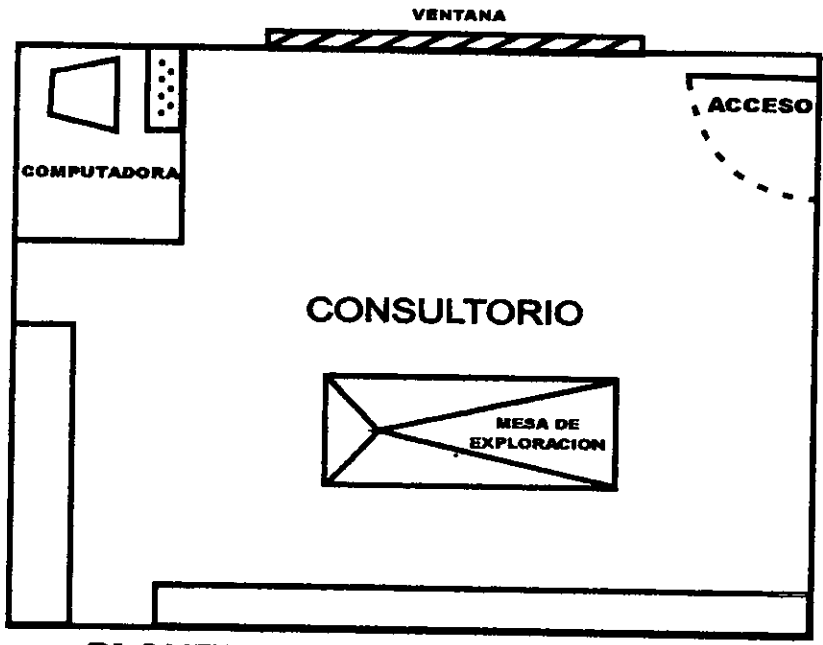 VENTANA
ACCESO
COMPUTADORA
CONSULTORIO
MESA DE
EXPLORACION